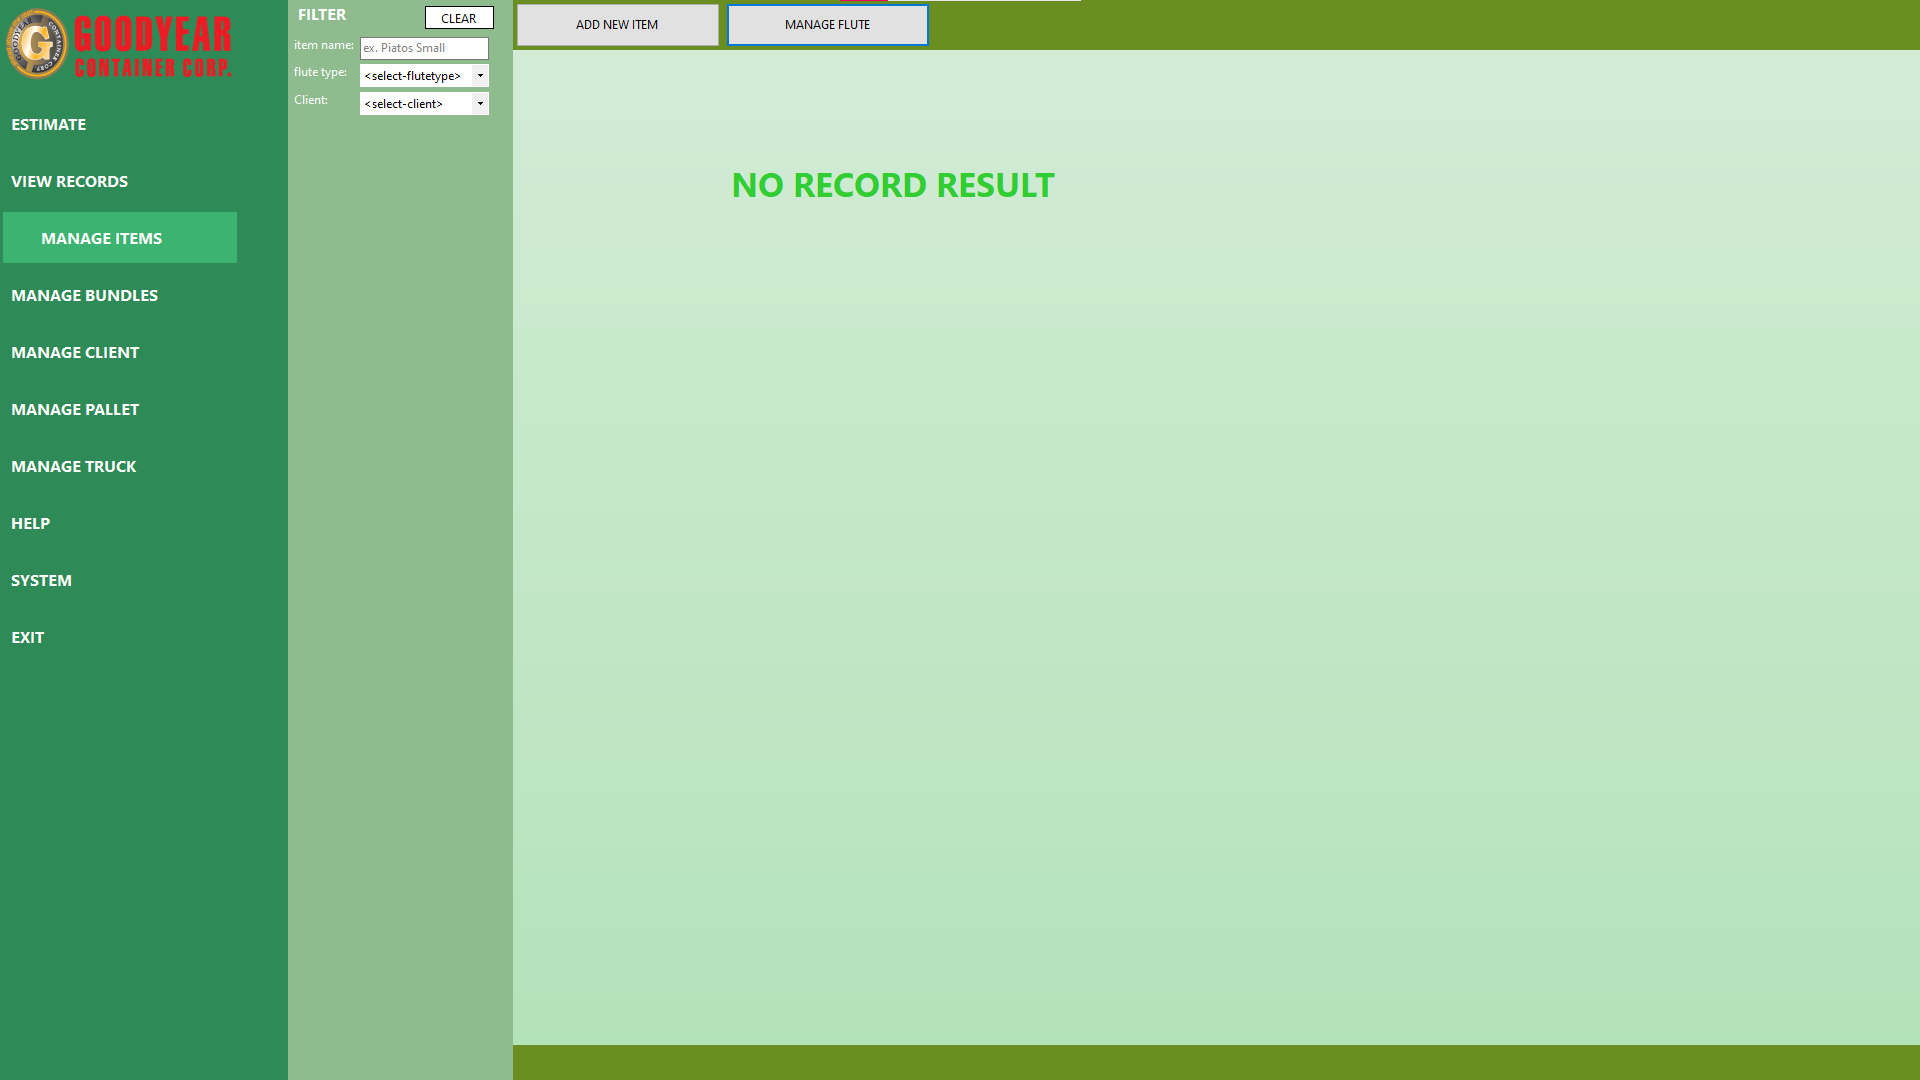 GOODYEAR
CONTAINER CORP.
ESTIMATE
VIEW RECORDS
MANAGE ITEMS
MANAGE BUNDLES
MANAGE CLIENT
MANAGE PALLET
MANAGE TRUCK
HELP
SYSTEM
EXIT
FILTER
CLEAR
item name: ex. Piatos Small
flute type: <select-flutetype>
Client: <select-client>
ADD NEW ITEM
MANAGE FLUTE
NO RECORD RESULT